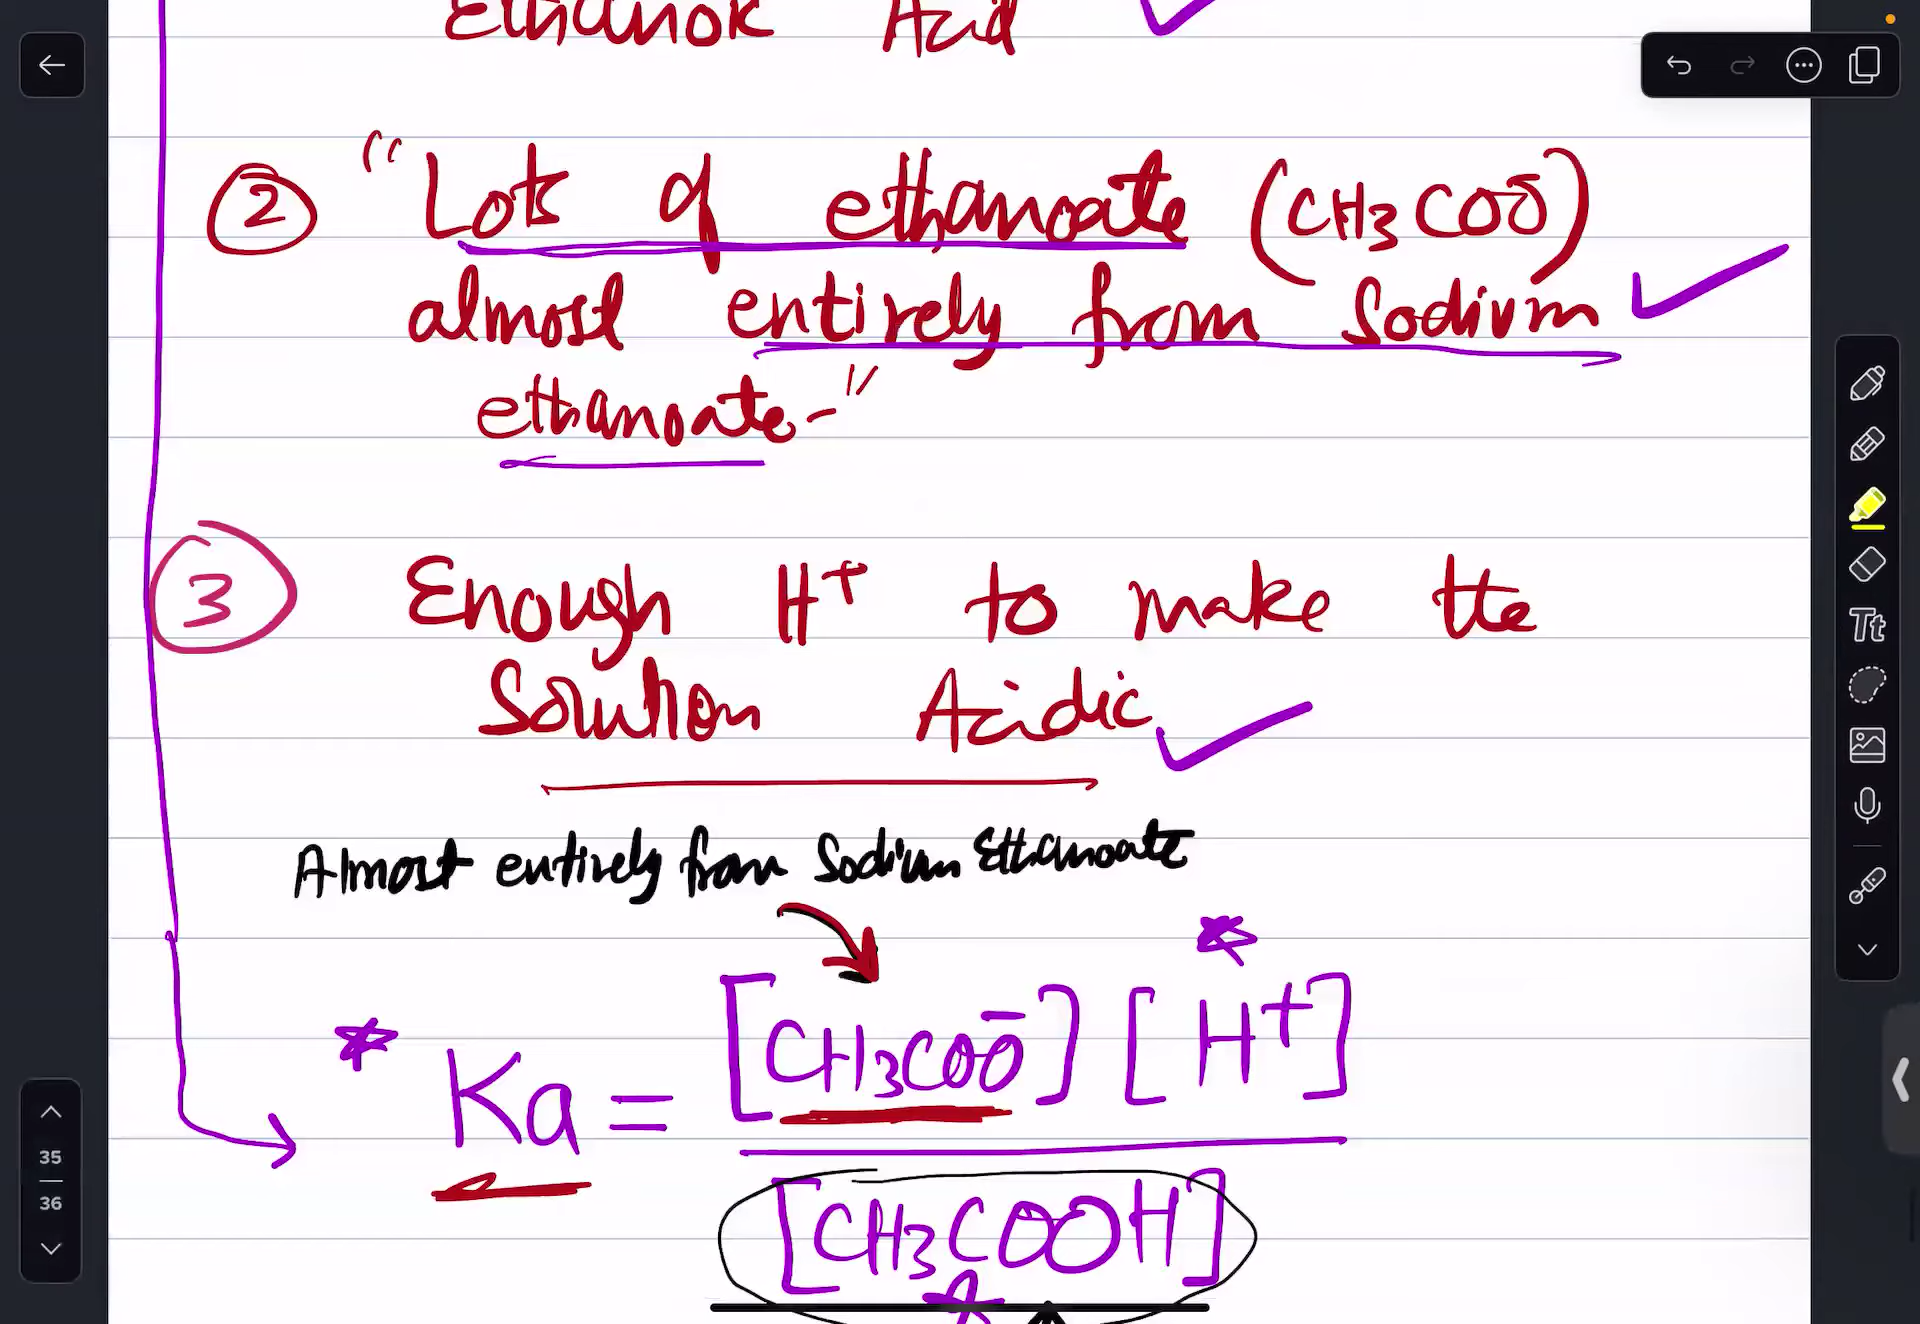 Ethanoic Acid
② "Lots of ethanoate (CH3COO⁻)
almost entirely from Sodium
ethanoate-"
③ Enough H⁺ to make the
Solution Acidic
Almost entirely from Sodium Ethanoate
Ka = [CH3COO⁻] [H⁺]
[CH3COOH]
Tt
35
36